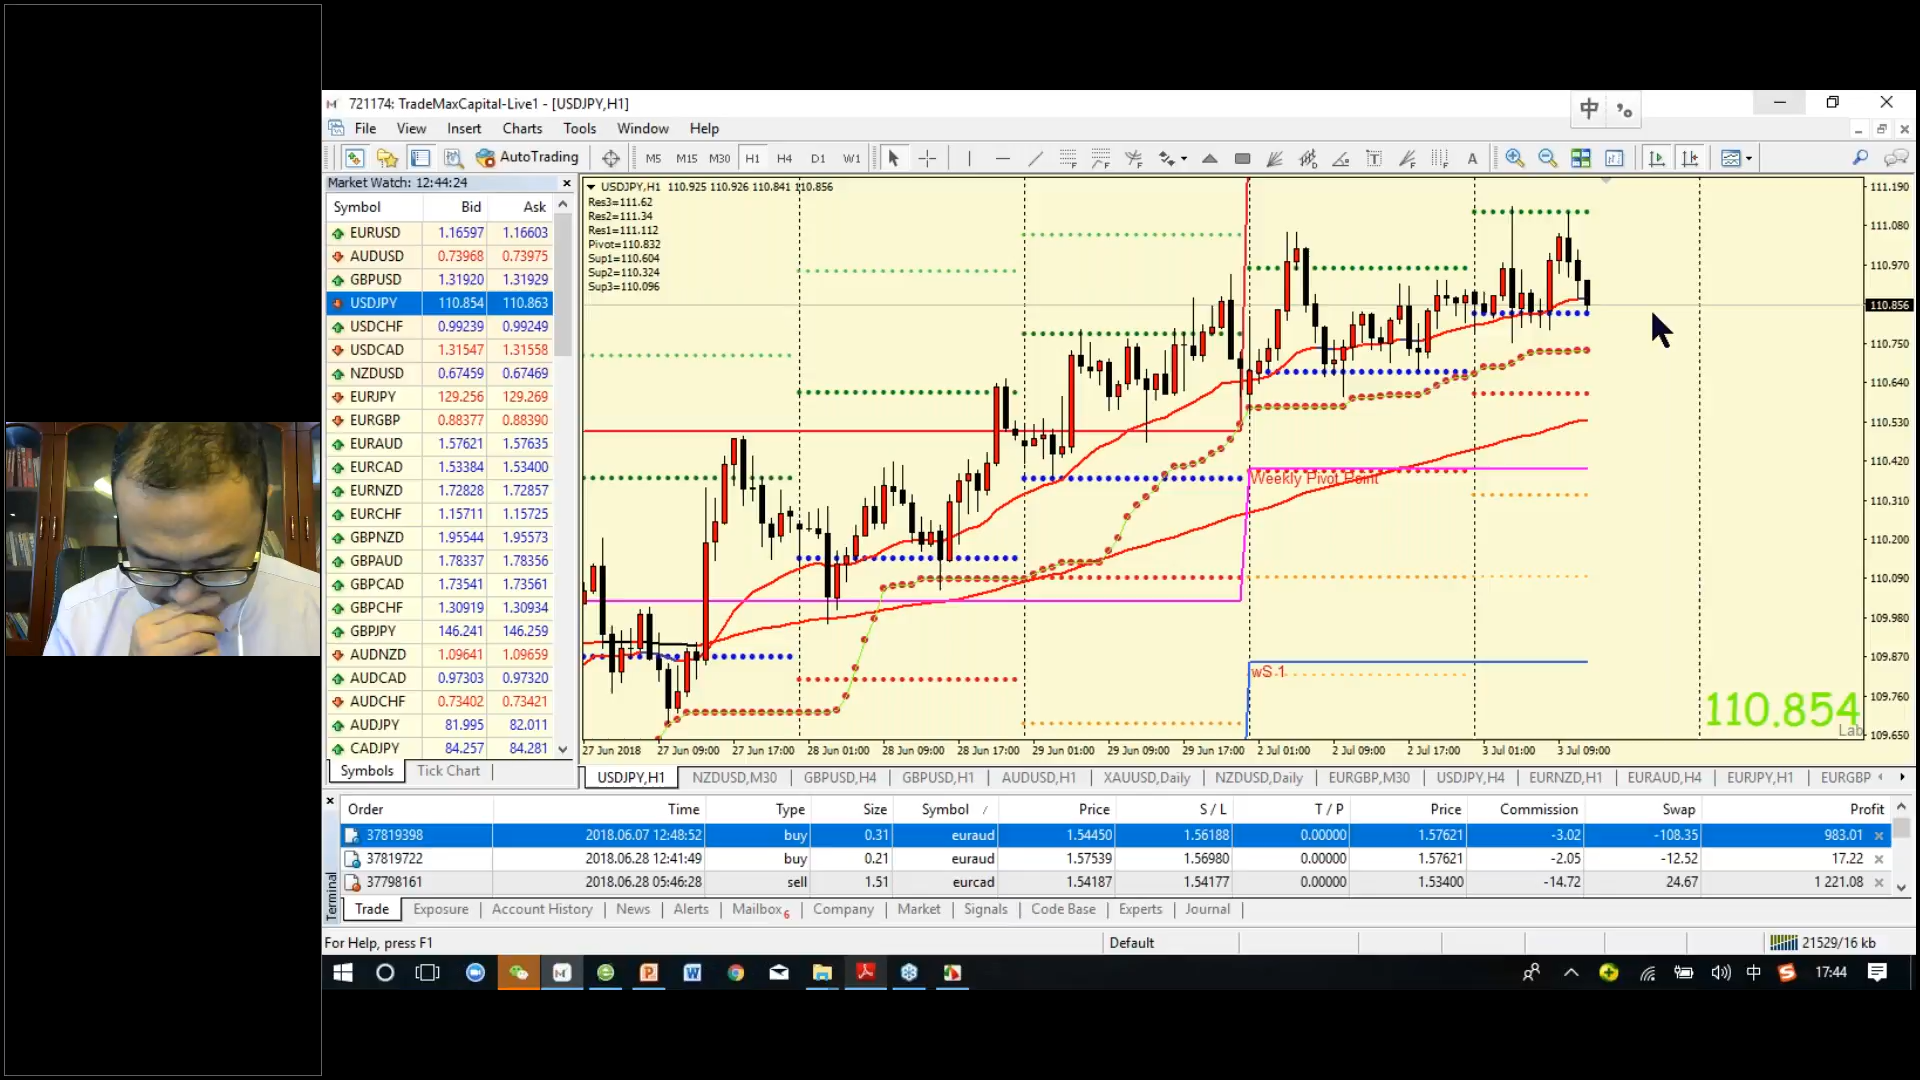 721174: TradeMaxCapital-Live1 - [USDJPY,H1]
中
File View Insert Charts Tools Window Help
AutoTrading M5 M15 M30 H1 H4 D1 W1 A
Market Watch: 12:44:24
Symbol Bid Ask
EURUSD 1.16597 1.16603
AUDUSD 0.73968 0.73975
GBPUSD 1.31920 1.31929
USDJPY 110.854 110.863
USDCHF 0.99239 0.99249
USDCAD 1.31547 1.31558
NZDUSD 0.67459 0.67469
EURJPY 129.256 129.269
EURGBP 0.88377 0.88390
EURAUD 1.57621 1.57635
EURCAD 1.53384 1.53400
EURNZD 1.72828 1.72857
EURCHF 1.15711 1.15725
GBPNZD 1.95544 1.95573
GBPAUD 1.78337 1.78356
GBPCAD 1.73541 1.73561
GBPCHF 1.30919 1.30934
GBPJPY 146.241 146.259
AUDNZD 1.09641 1.09659
AUDCAD 0.97303 0.97320
AUDCHF 0.73402 0.73421
AUDJPY 81.995 82.011
CADJPY 84.257 84.281
Symbols Tick Chart
USDJPY,H1 110.925 110.926 110.841 110.856
Res3=111.62
Res2=111.34
Res1=111.112
Pivot=110.832
Sup1=110.604
Sup2=110.324
Sup3=110.096
Weekly Pivot Point
wS 1
111.190
111.080
110.970
110.856
110.750
110.640
110.530
110.420
110.310
110.200
110.090
109.980
109.870
109.760
109.650
110.854
Lab
27 Jun 2018 27 Jun 09:00 27 Jun 17:00 28 Jun 01:00 28 Jun 09:00 28 Jun 17:00 29 Jun 01:00 29 Jun 09:00 29 Jun 17:00 2 Jul 01:00 2 Jul 09:00 2 Jul 17:00 3 Jul 01:00 3 Jul 09:00
USDJPY,H1 NZDUSD,M30 GBPUSD,H4 GBPUSD,H1 AUDUSD,H1 XAUUSD,Daily NZDUSD,Daily EURGBP,M30 USDJPY,H4 EURNZD,H1 EURAUD,H4 EURJPY,H1 EURGBP
Order Time Type Size Symbol / Price S / L T / P Price Commission Swap Profit
37819398 2018.06.07 12:48:52 buy 0.31 euraud 1.54450 1.56188 0.00000 1.57621 -3.02 -108.35 983.01
37819722 2018.06.28 12:41:49 buy 0.21 euraud 1.57539 1.56980 0.00000 1.57621 -2.05 -12.52 17.22
37798161 2018.06.28 05:46:28 sell 1.51 eurcad 1.54187 1.54177 0.00000 1.53400 -14.72 24.67 1 221.08
Terminal
Trade Exposure Account History News Alerts Mailbox 6 Company Market Signals Code Base Experts Journal
For Help, press F1 Default 21529/16 kb
中 17:44